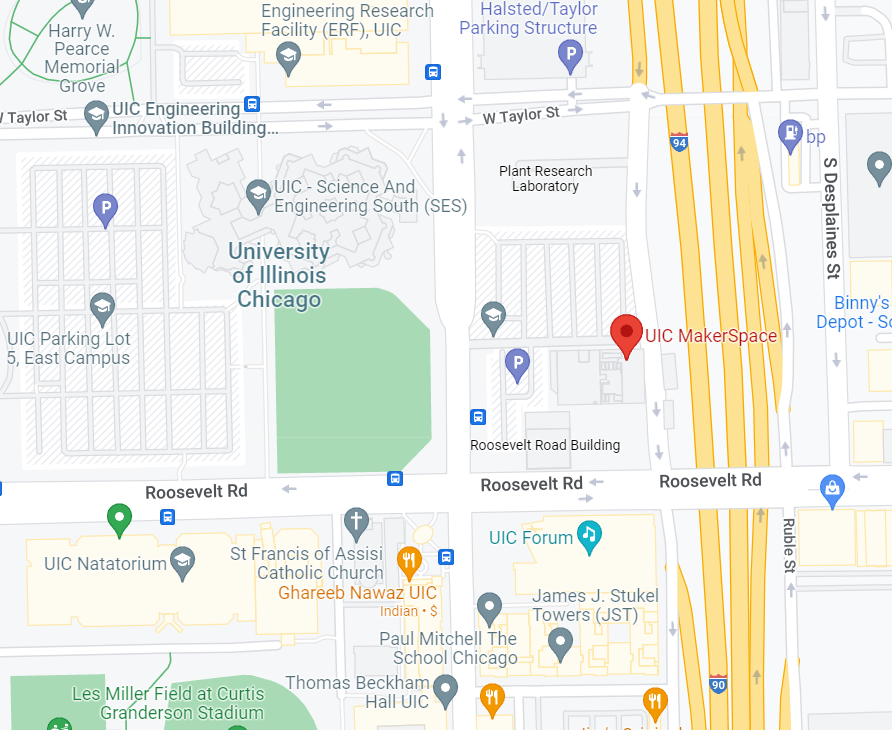 Engineering Research
Facility (ERF), UIC
Halsted/Taylor
Parking Structure
P
Harry W.
Pearce
Memorial
Grove
W Taylor St
UIC Engineering
Innovation Building...
W Taylor St
94
bp
Plant Research
Laboratory
S Desplaines St
UIC - Science And
Engineering South (SES)
P
University
of Illinois
Chicago
UIC Parking Lot
5, East Campus
UIC MakerSpace
Binny's
Depot - So
P
Roosevelt Road Building
Roosevelt Rd
Roosevelt Rd
Roosevelt Rd
UIC Natatorium
St Francis of Assisi
Catholic Church
Ghareeb Nawaz UIC
Indian • $
UIC Forum
Ruble St
James J. Stukel
Towers (JST)
Paul Mitchell The
School Chicago
Thomas Beckham
Hall UIC
90
Les Miller Field at Curtis
Granderson Stadium